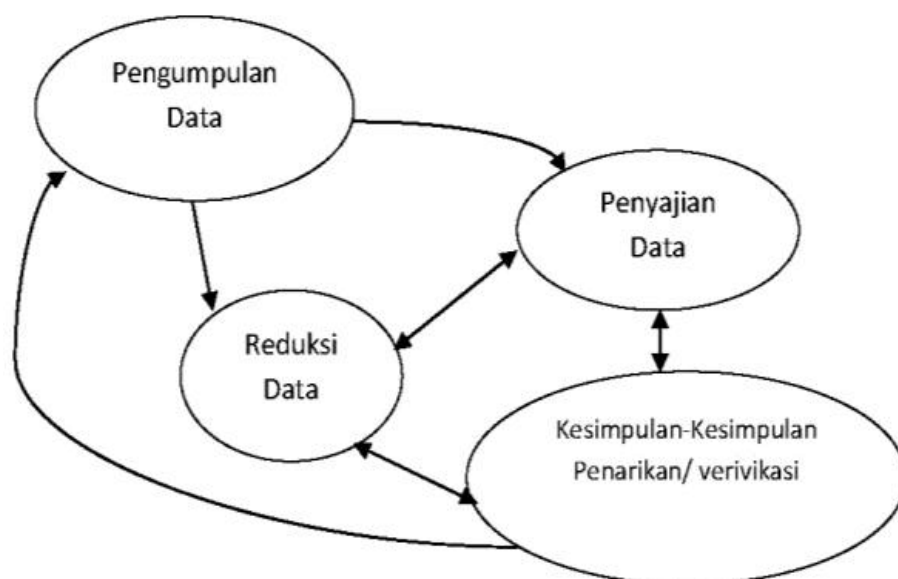 Pengumpulan
Data
Penyajian
Data
Reduksi
Data
Kesimpulan-Kesimpulan
Penarikan/ verivikasi